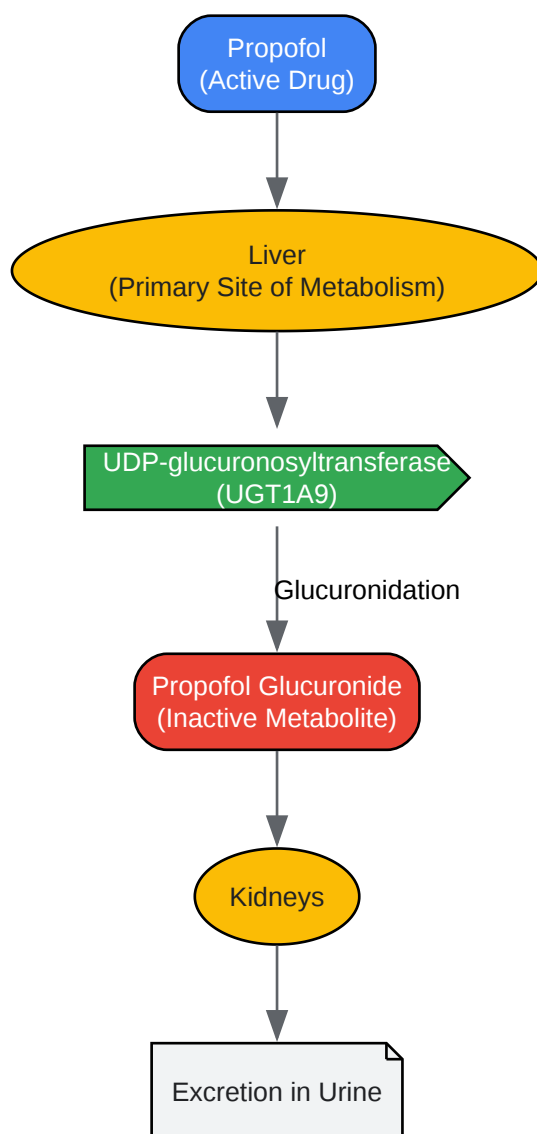 Propofol
(Active Drug)
Liver
(Primary Site of Metabolism)
UDP-glucuronosyltransferase
(UGT1A9)
Glucuronidation
Propofol Glucuronide
(Inactive Metabolite)
Kidneys
Excretion in Urine